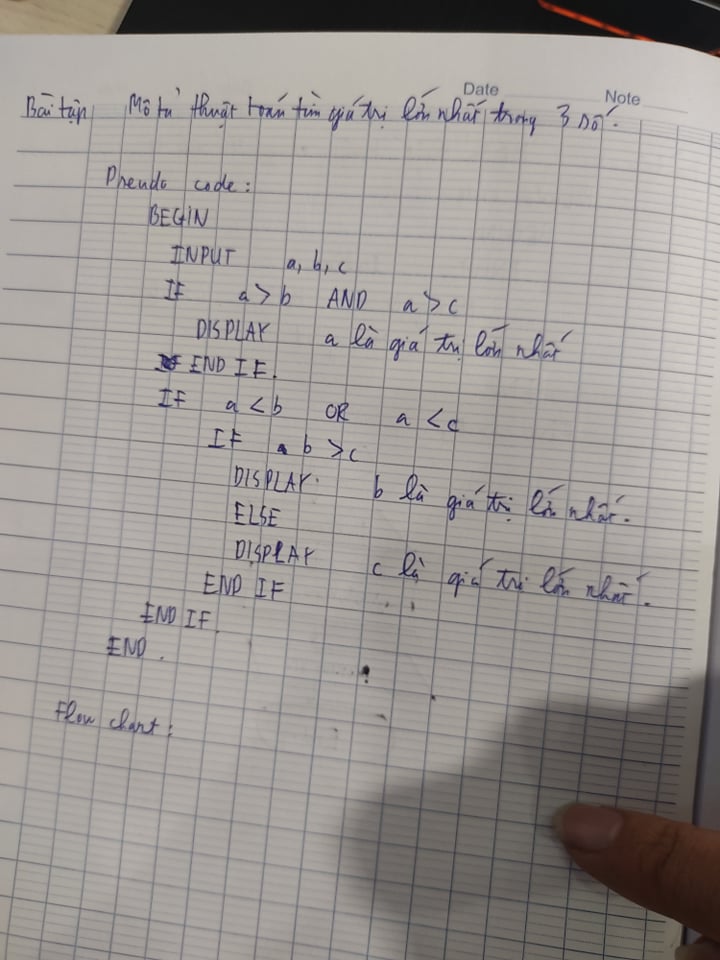 Date
Note
Bài tập Mô tả thuật toán tìm giá trị lớn nhất trong 3 số.
Pseudo code:
BEGIN
INPUT a, b, c
IF a > b AND a > c
DISPLAY a là giá trị lớn nhất
END IF.
IF a < b OR a < c
IF b > c
DISPLAY b là giá trị lớn nhất.
ELSE
DISPLAY c là giá trị lớn nhất.
END IF
END IF.
END.
Flow chart: